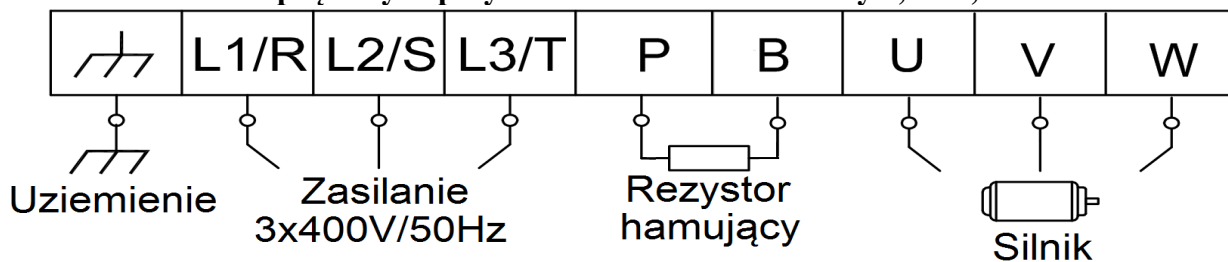 L1/R L2/S L3/T P B U V W
Uziemienie
Zasilanie
3x400V/50Hz
Rezystor
hamujący
Silnik